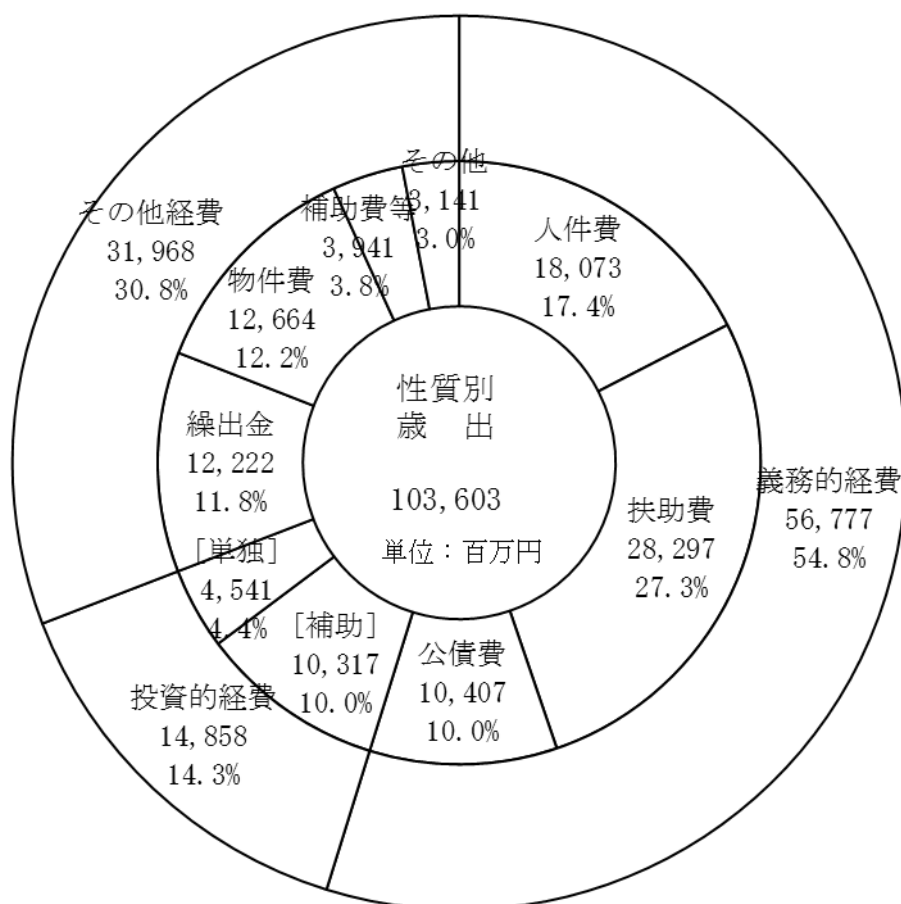 その他
3,141
3.0%
補助費等
3,941
3.8%
その他経費
31,968
30.8%
人件費
18,073
17.4%
物件費
12,664
12.2%
性質別
歳　出
103,603
単位：百万円
繰出金
12,222
11.8%
義務的経費
56,777
54.8%
扶助費
28,297
27.3%
[単独]
4,541
4.4%
[補助]
10,317
10.0%
公債費
10,407
10.0%
投資的経費
14,858
14.3%